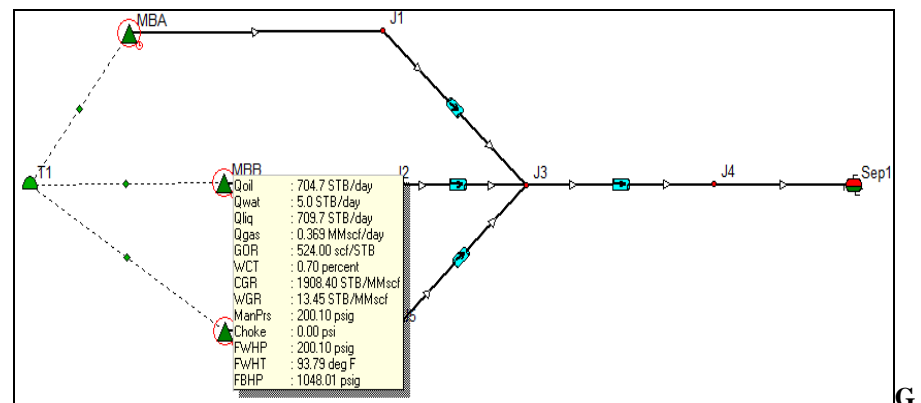 MBA
J1
T1
MBB
J2
J3
J4
Sep1
Qoil : 704.7 STB/day
Qwat : 5.0 STB/day
Qliq : 709.7 STB/day
Qgas : 0.369 MMscf/day
GOR : 524.00 scf/STB
WCT : 0.70 percent
CGR : 1908.40 STB/MMscf
WGR : 13.45 STB/MMscf
ManPrs : 200.10 psig
Choke : 0.00 psi
FWHP : 200.10 psig
FWHT : 93.79 deg F
FBHP : 1048.01 psig
G